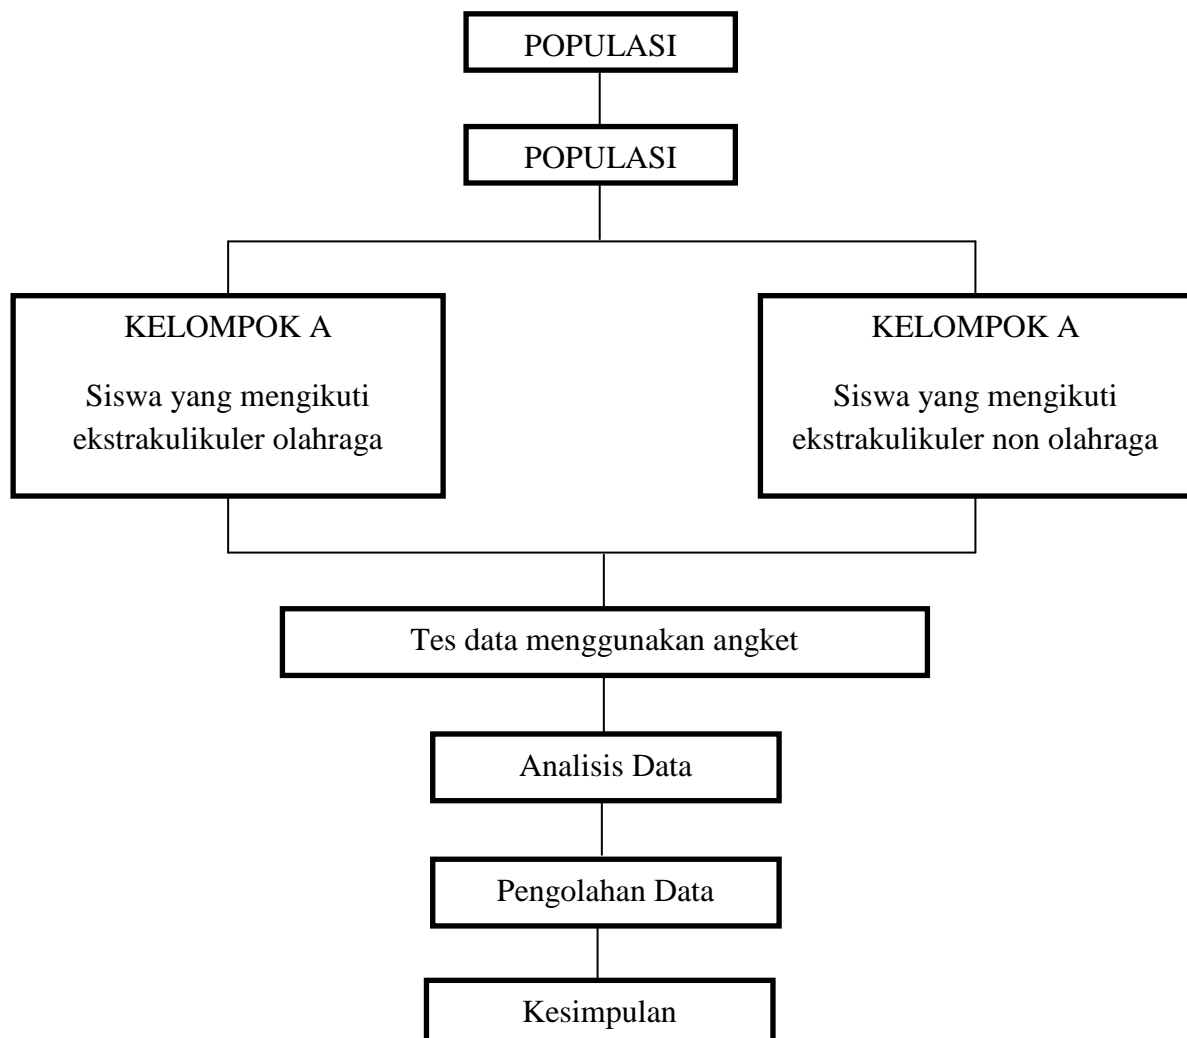 POPULASI
POPULASI
KELOMPOK A
Siswa yang mengikuti
ekstrakulikuler olahraga
KELOMPOK A
Siswa yang mengikuti
ekstrakulikuler non olahraga
Tes data menggunakan angket
Analisis Data
Pengolahan Data
Kesimpulan